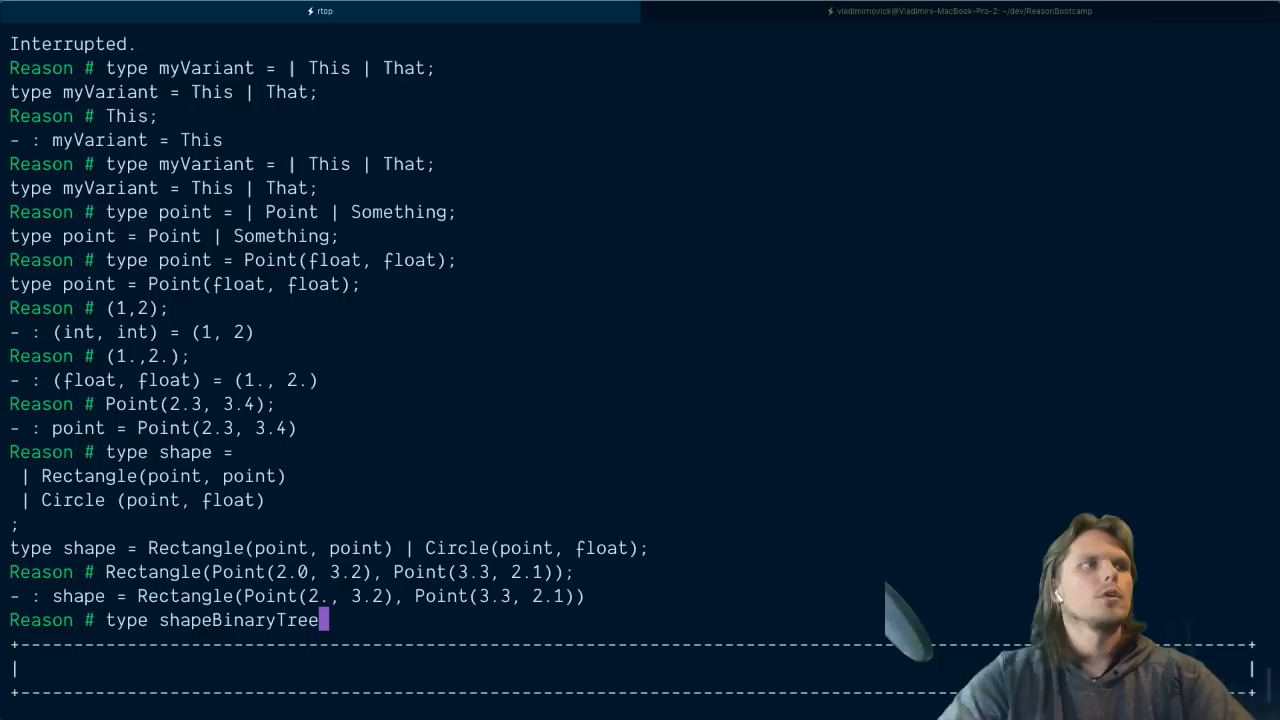 rtop
vladimirnovick@Vladimirs-MacBook-Pro-2: ~/dev/ReasonBootcamp
Interrupted.
Reason # type myVariant = | This | That;
type myVariant = This | That;
Reason # This;
- : myVariant = This
Reason # type myVariant = | This | That;
type myVariant = This | That;
Reason # type point = | Point | Something;
type point = Point | Something;
Reason # type point = Point(float, float);
type point = Point(float, float);
Reason # (1,2);
- : (int, int) = (1, 2)
Reason # (1.,2.);
- : (float, float) = (1., 2.)
Reason # Point(2.3, 3.4);
- : point = Point(2.3, 3.4)
Reason # type shape =
| Rectangle(point, point)
| Circle (point, float)
;
type shape = Rectangle(point, point) | Circle(point, float);
Reason # Rectangle(Point(2.0, 3.2), Point(3.3, 2.1));
- : shape = Rectangle(Point(2., 3.2), Point(3.3, 2.1))
Reason # type shapeBinaryTree